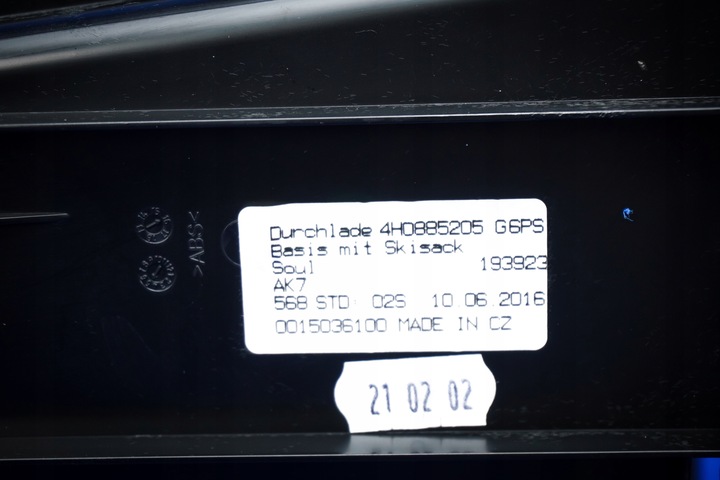 Durchlade 4H0885205 G6PS
Basis mit Skisack
Soul 193923
AK7
568 STD: 02S 10.06.2016
0015036100 MADE IN CZ
21 02 02
>ABS<